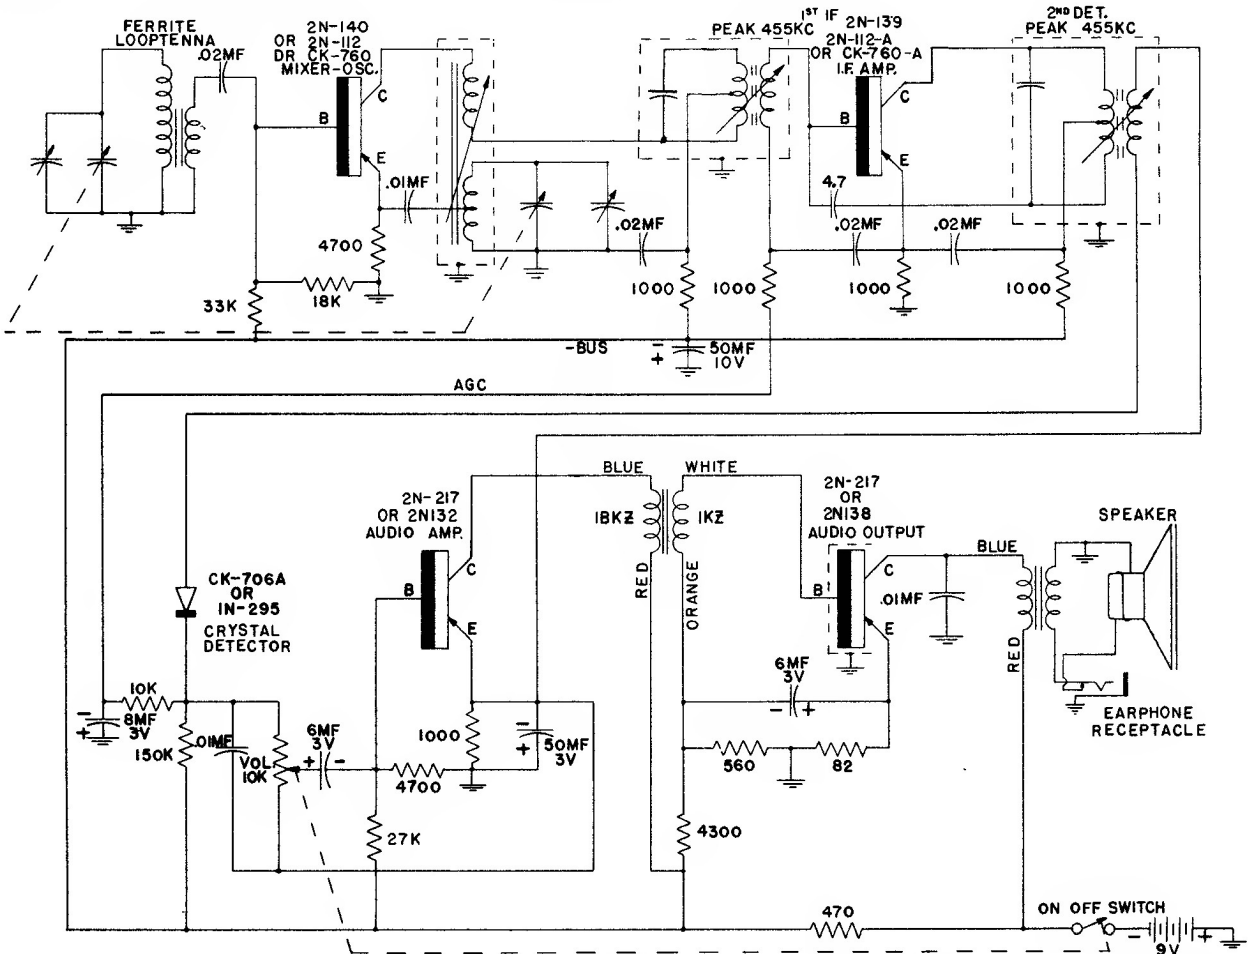 FERRITE
LOOPTENNA
.02MF
2N-140
OR 2N-112
DR CK-760
MIXER-OSC.
B
C
E
.01MF
4700
18K
33K
1ST IF
PEAK 455KC
2N-139
2N-112-A
OR CK-760-A
I.F. AMP.
B
C
E
4.7
2ND DET.
PEAK 455KC
.02MF
.02MF
.02MF
1000
1000
1000
1000
-BUS
-
+
50MF
10V
AGC
2N-217
OR 2N132
AUDIO AMP.
B
C
E
BLUE
WHITE
18KZ
1KZ
RED
ORANGE
2N-217
OR
2N138
AUDIO OUTPUT
B
C
E
.01MF
BLUE
RED
SPEAKER
EARPHONE
RECEPTACLE
CK-706A
OR
IN-295
CRYSTAL
DETECTOR
10K
-
+
8MF
3V
150K
.01MF
VOL.
10K
6MF
3V
+ -
4700
1000
-
+
50MF
3V
27K
6MF
3V
- +
560
82
4300
470
ON OFF SWITCH
- +
9V